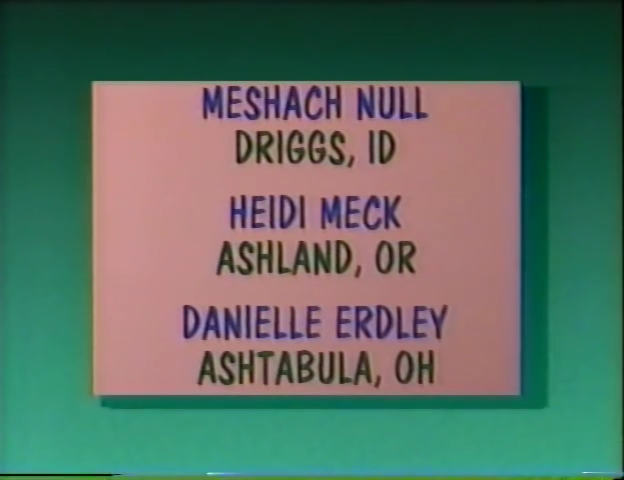 MESHACH NULL
DRIGGS, ID
HEIDI MECK
ASHLAND, OR
DANIELLE ERDLEY
ASHTABULA, OH